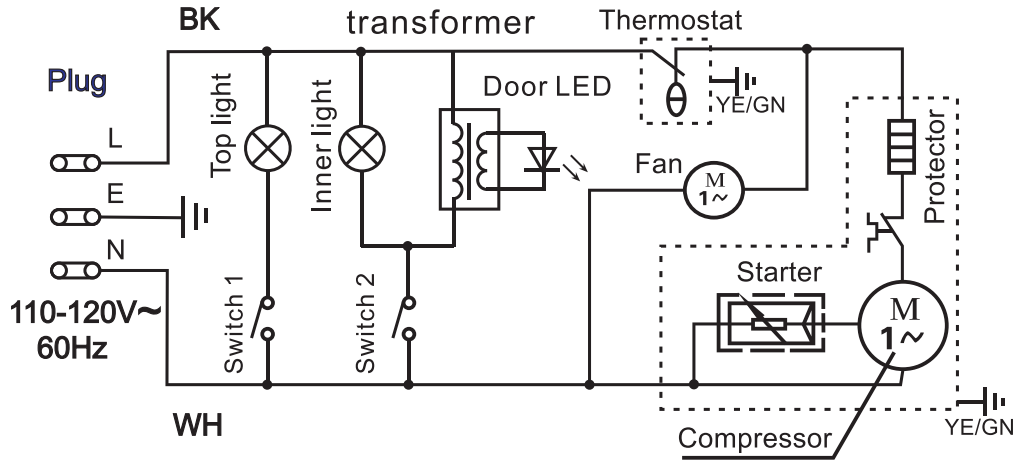 BK
transformer
Thermostat
Plug
Top light
Inner light
Door LED
YE/GN
L
Fan
M
1~
Protector
E
N
110-120V~
60Hz
Switch 1
Switch 2
Starter
M
1~
WH
Compressor
YE/GN